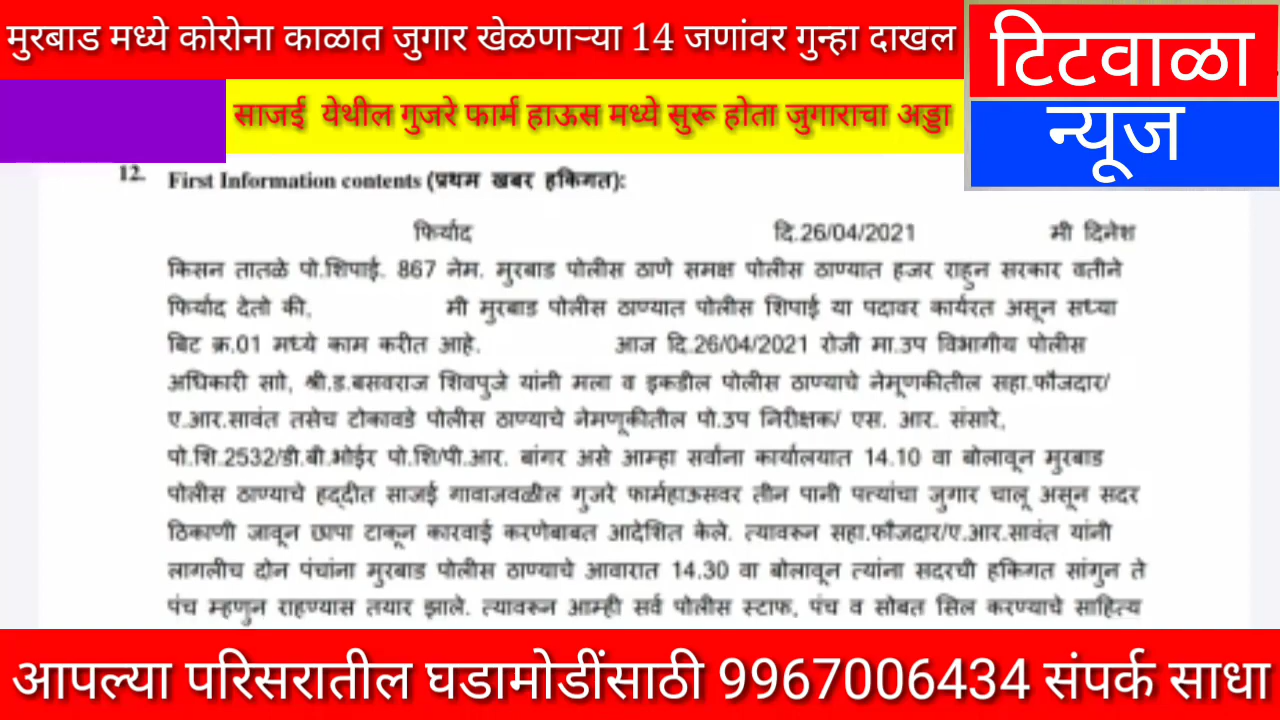 मुरबाड मध्ये कोरोना काळात जुगार खेळणाऱ्या 14 जणांवर गुन्हा दाखल
टिटवाळा
न्यूज
साजई येथील गुजरे फार्म हाऊस मध्ये सुरू होता जुगाराचा अड्डा
12. First Information contents (प्रथम खबर हकिगत):
फिर्याद दि.26/04/2021 मी दिनेश
किसन तातळे पो.शिपाई. 867 नेम. मुरबाड पोलीस ठाणे समक्ष पोलीस ठाण्यात हजर राहुन सरकार वतीने
फिर्याद देतो की, मी मुरबाड पोलीस ठाण्यात पोलीस शिपाई या पदावर कार्यरत असून सध्या
बिट क्र.01 मध्ये काम करीत आहे. आज दि.26/04/2021 रोजी मा.उप विभागीय पोलीस
अधिकारी साो, श्री.ड.बसवराज शिवपुजे यांनी मला व इकडील पोलीस ठाण्याचे नेमूणकीतील सहा.फौजदार/
ए.आर.सावंत तसेच टोकावडे पोलीस ठाण्याचे नेमणूकीतील पो.उप निरीक्षक/ एस. आर. संसारे,
पो.शि.2532/डी.बी.भोईर पो.शि/पी.आर. बांगर असे आम्हा सर्वांना कार्यालयात 14.10 वा बोलावून मुरबाड
पोलीस ठाण्याचे हद्दीत साजई गावाजवळील गुजरे फार्महाऊसवर तीन पानी पत्यांचा जुगार चालू असून सदर
ठिकाणी जावून छापा टाकून कारवाई करणेबाबत आदेशित केले. त्यावरून सहा.फौजदार/ए.आर.सावंत यांनी
लागलीच दोन पंचांना मुरबाड पोलीस ठाण्याचे आवारात 14.30 वा बोलावून त्यांना सदरची हकिगत सांगुन ते
पंच म्हणुन राहण्यास तयार झाले. त्यावरून आम्ही सर्व पोलीस स्टाफ, पंच व सोबत सिल करण्याचे साहित्य
आपल्या परिसरातील घडामोडींसाठी 9967006434 संपर्क साधा